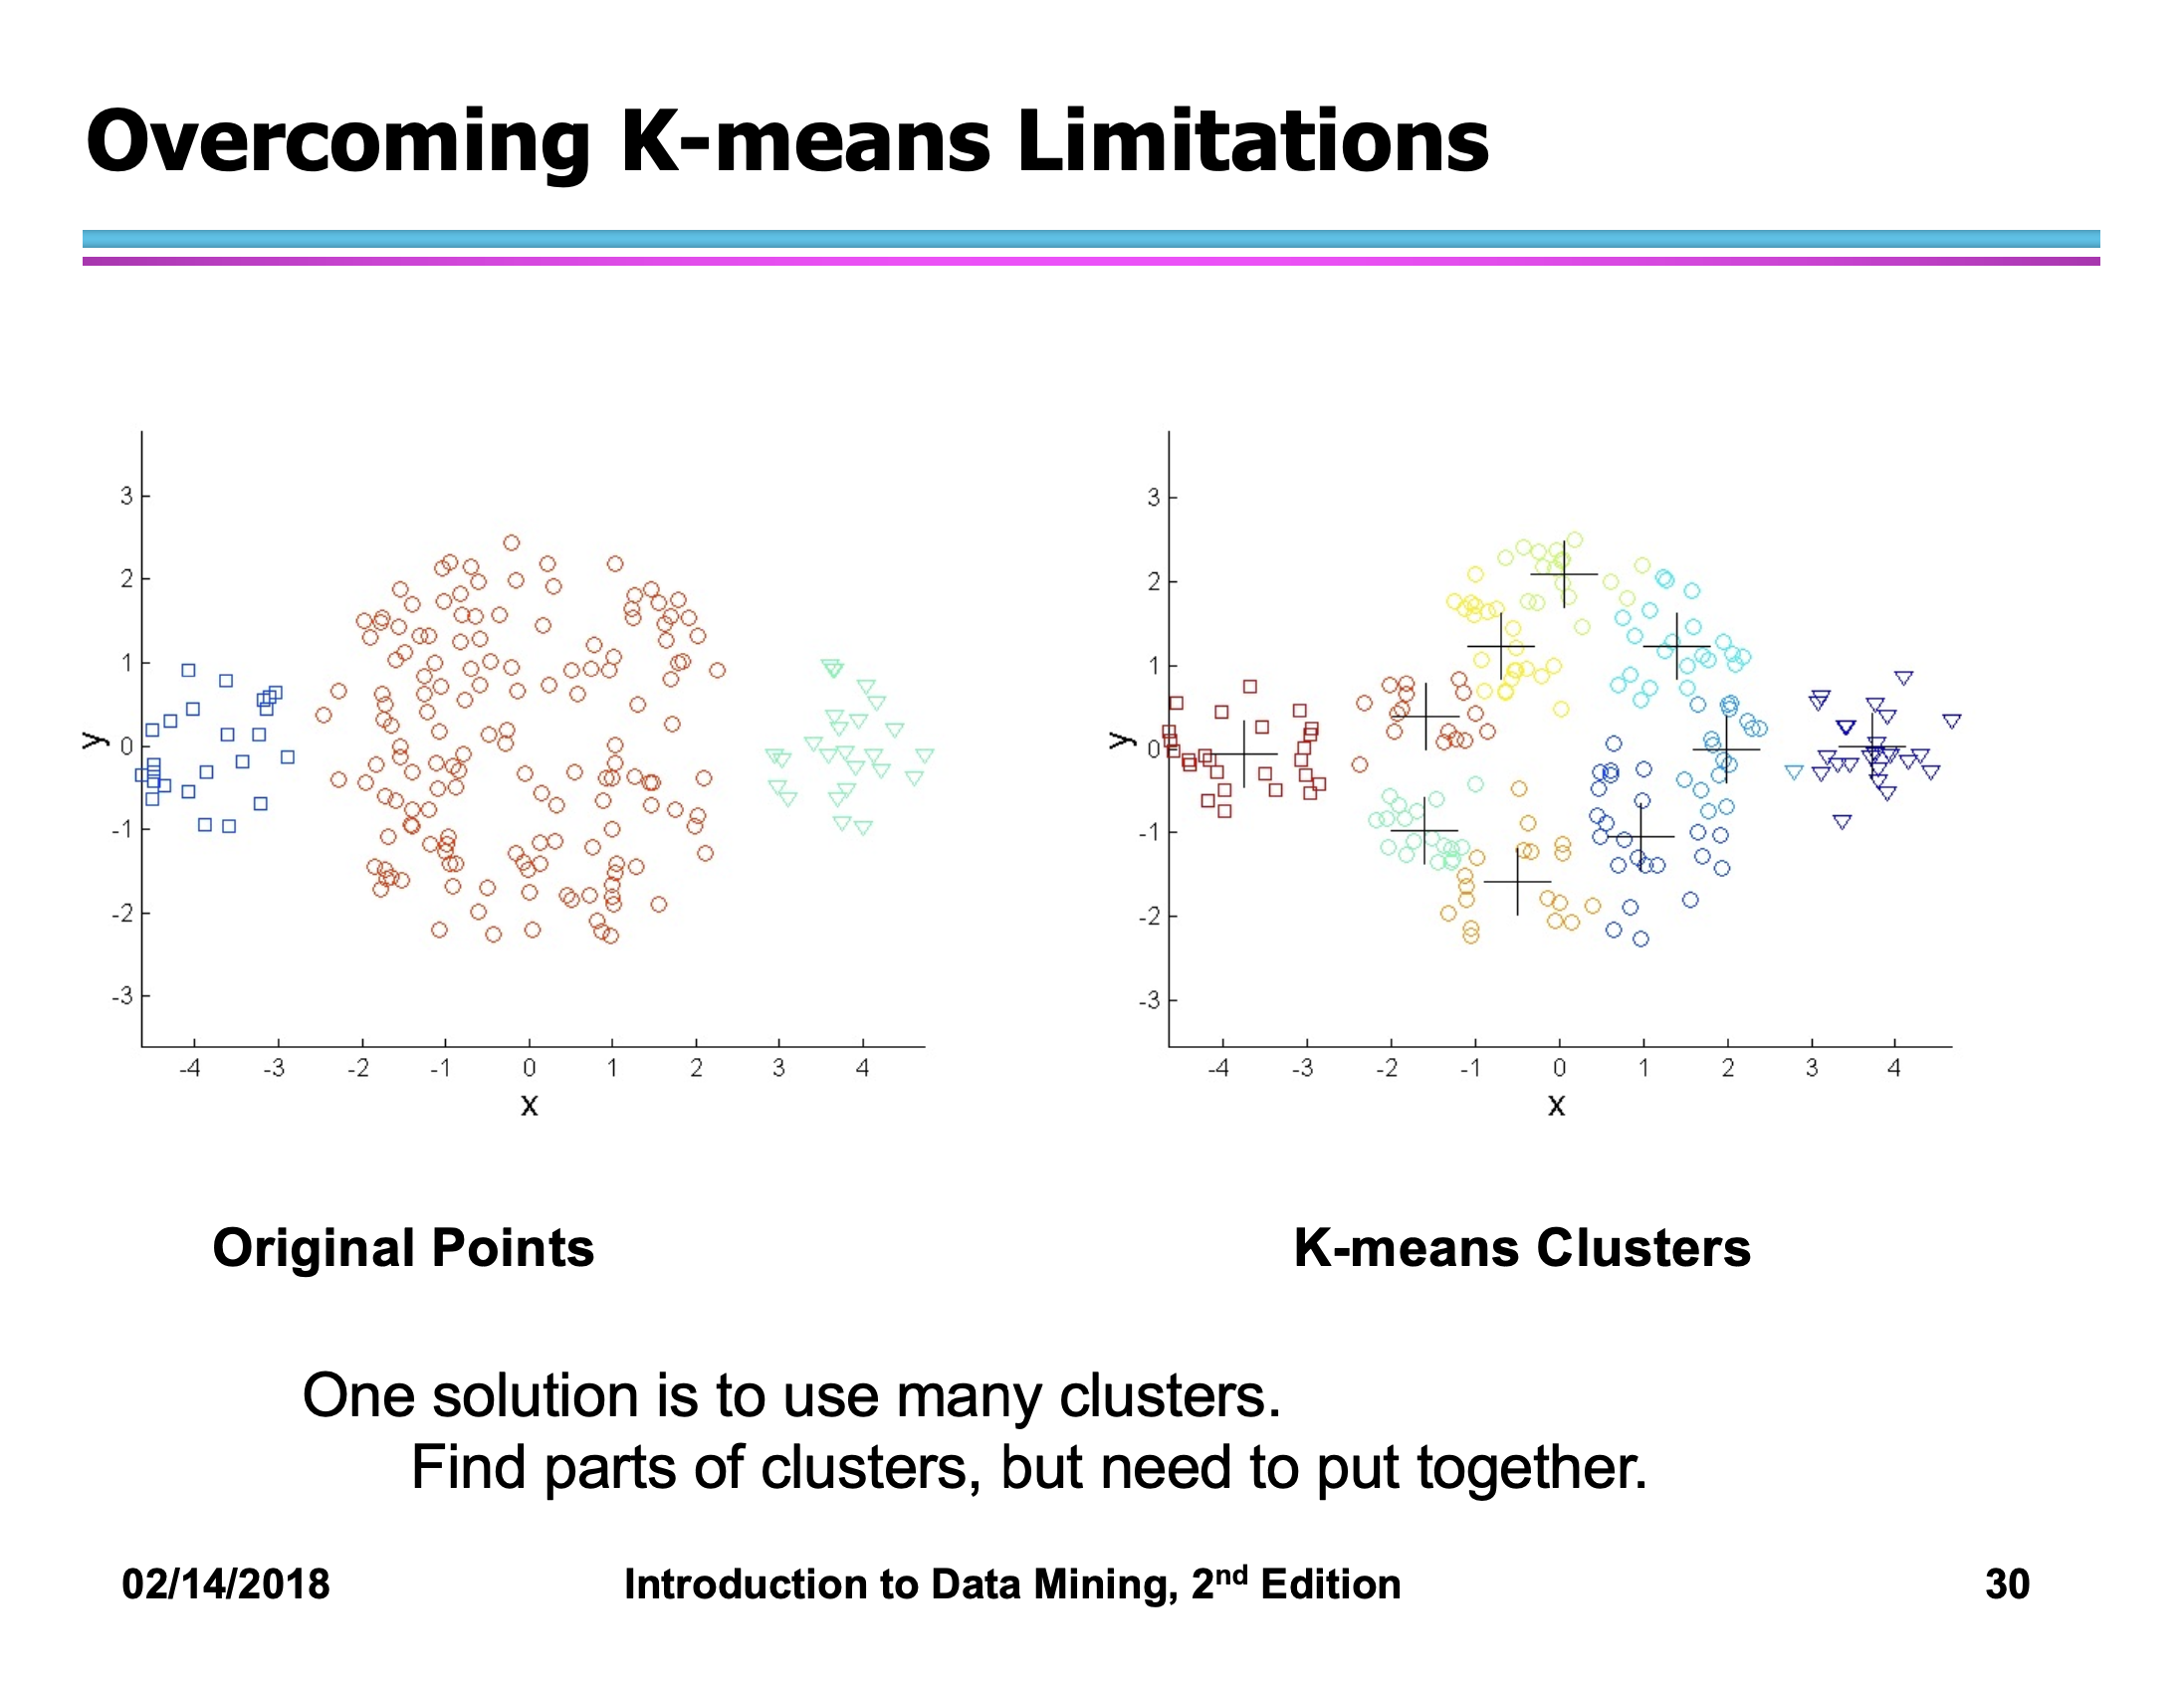 Overcoming K-means Limitations
3
2
1
0
-1
-2
-3
y
-4 -3 -2 -1 0 1 2 3 4
x
3
2
1
0
-1
-2
-3
y
-4 -3 -2 -1 0 1 2 3 4
x
Original Points
K-means Clusters
One solution is to use many clusters.
Find parts of clusters, but need to put together.
02/14/2018 Introduction to Data Mining, 2nd Edition 30